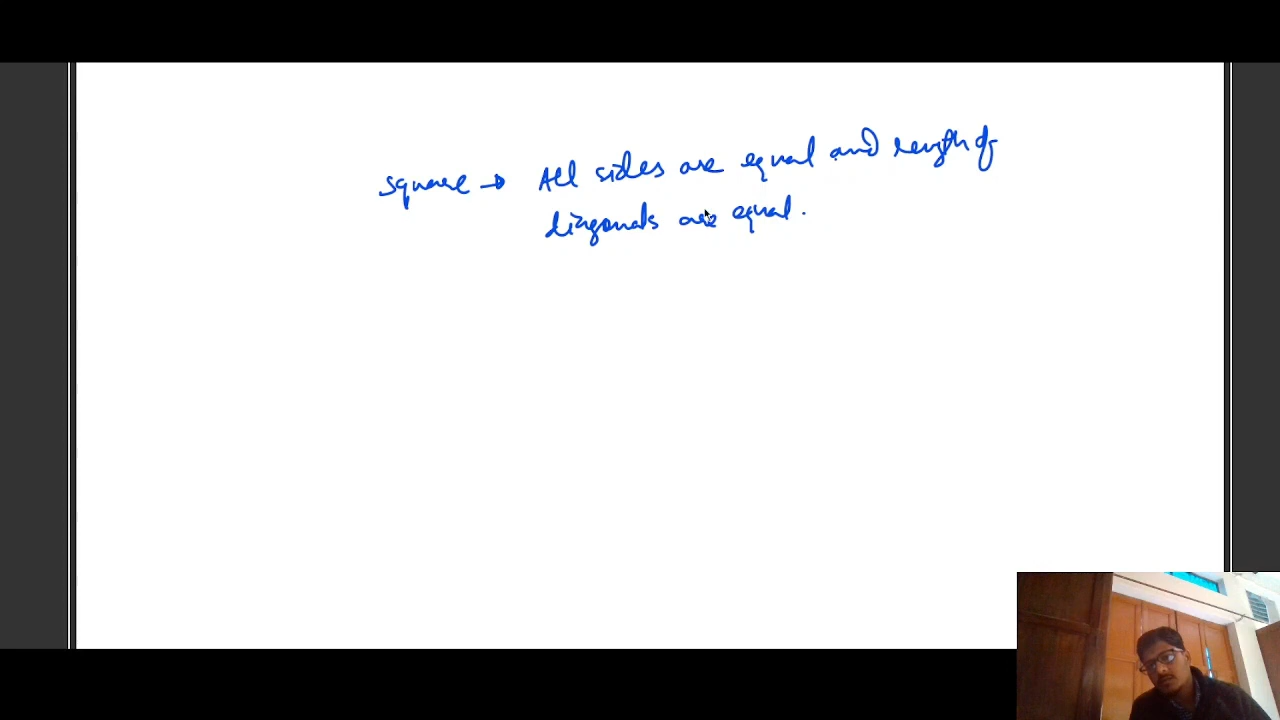 square → All sides are equal and length of
diagonals are equal.